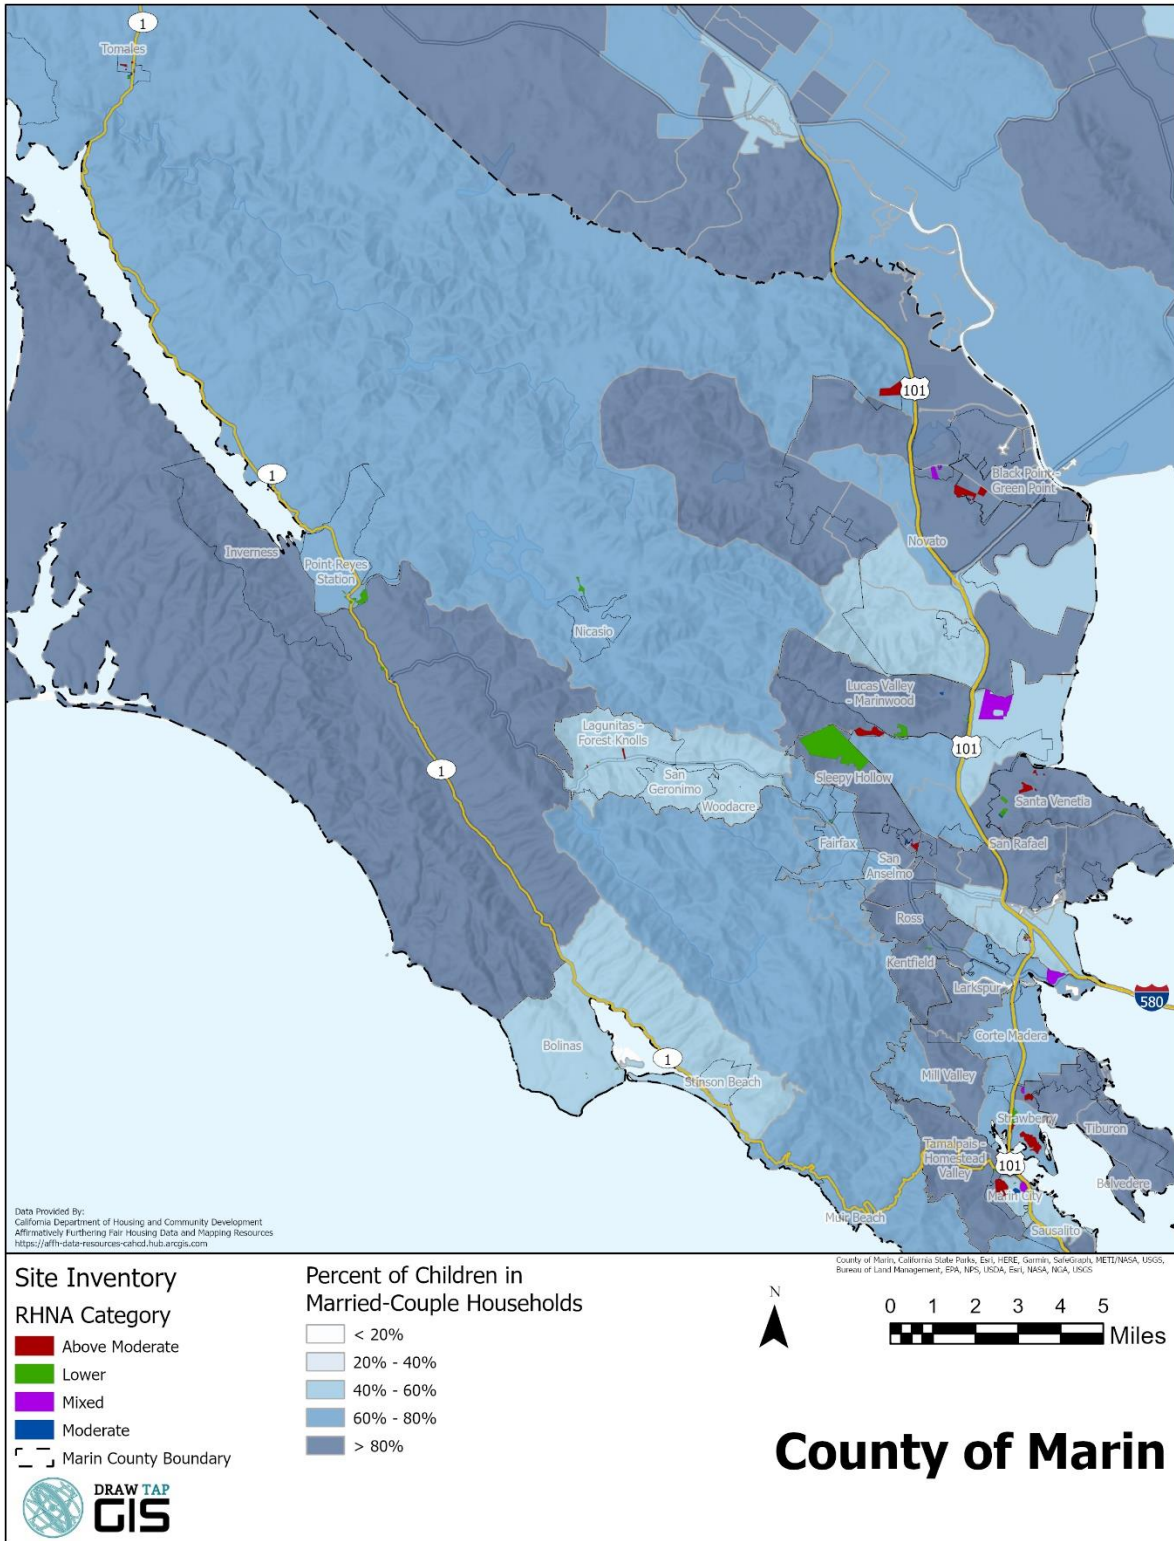 1
Tomales
101
Black Point -
Green Point
1
Inverness
Point Reyes
Station
Novato
Nicasio
Lucas Valley
- Marinwood
Lagunitas -
Forest Knolls
101
1
San
Geronimo
Sleepy Hollow
Woodacre
Santa Venetia
Fairfax
San Rafael
San
Anselmo
Ross
Kentfield
Larkspur
580
Corte Madera
Bolinas
1
Mill Valley
Stinson Beach
Strawberry
Tiburon
Tamalpais -
Homestead
Valley
101
Belvedere
Marin City
Muir Beach
Sausalito
Data Provided By:
California Department of Housing and Community Development
Affirmatively Furthering Fair Housing Data and Mapping Resources
https://affh-data-resources-cahcd.hub.arcgis.com
County of Marin, California State Parks, Esri, HERE, Garmin, SafeGraph, METI/NASA, USGS,
Bureau of Land Management, EPA, NPS, USDA, Esri, NASA, NGA, USGS
Site Inventory
RHNA Category
Above Moderate
Lower
Mixed
Moderate
Marin County Boundary
Percent of Children in
Married-Couple Households
< 20%
20% - 40%
40% - 60%
60% - 80%
> 80%
N
0 1 2 3 4 5
Miles
County of Marin
DRAW TAP
GIS